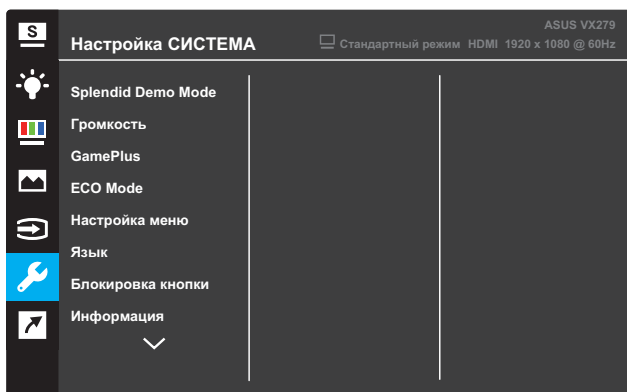 S
ASUS VX279
Настройка СИСТЕМА
Стандартный режим HDMI 1920 x 1080 @ 60Hz
Splendid Demo Mode
Громкость
GamePlus
ECO Mode
Настройка меню
Язык
Блокировка кнопки
Информация